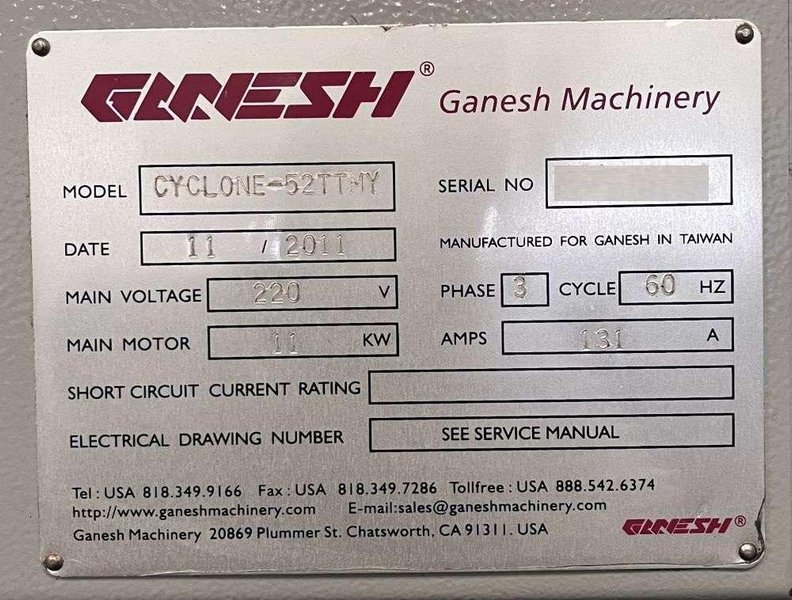 GANESH® Ganesh Machinery
MODEL CYCLONE-52TTMY SERIAL NO
DATE 11 / 2011 MANUFACTURED FOR GANESH IN TAIWAN
MAIN VOLTAGE 220 V PHASE 3 CYCLE 60 HZ
MAIN MOTOR 11 KW AMPS 131 A
SHORT CIRCUIT CURRENT RATING
ELECTRICAL DRAWING NUMBER SEE SERVICE MANUAL
Tel : USA 818.349.9166 Fax : USA 818.349.7286 Tollfree : USA 888.542.6374
http://www.ganeshmachinery.com E-mail:sales@ganeshmachinery.com
Ganesh Machinery 20869 Plummer St. Chatsworth, CA 91311. USA GANESH®